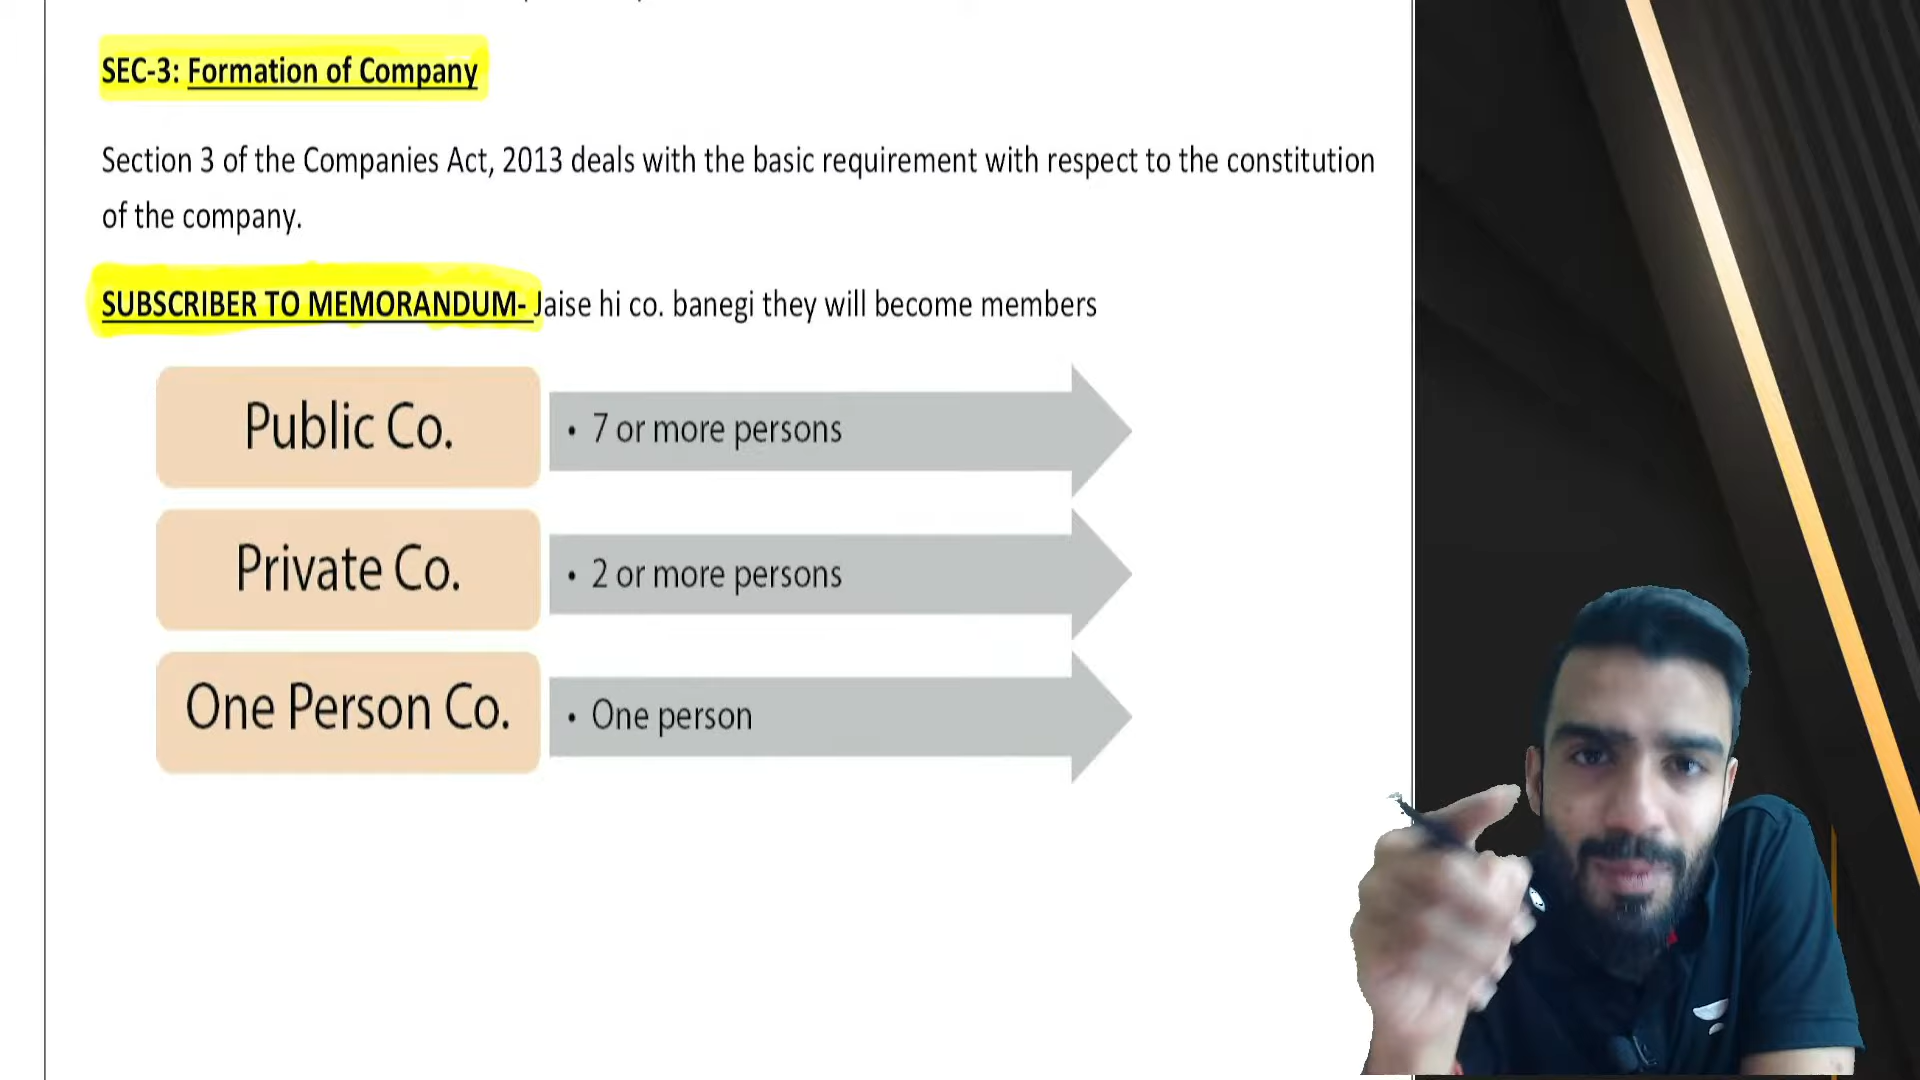 SEC-3: Formation of Company
Section 3 of the Companies Act, 2013 deals with the basic requirement with respect to the constitution
of the company.
SUBSCRIBER TO MEMORANDUM- Jaise hi co. banegi they will become members
Public Co.
• 7 or more persons
Private Co.
• 2 or more persons
One Person Co.
• One person